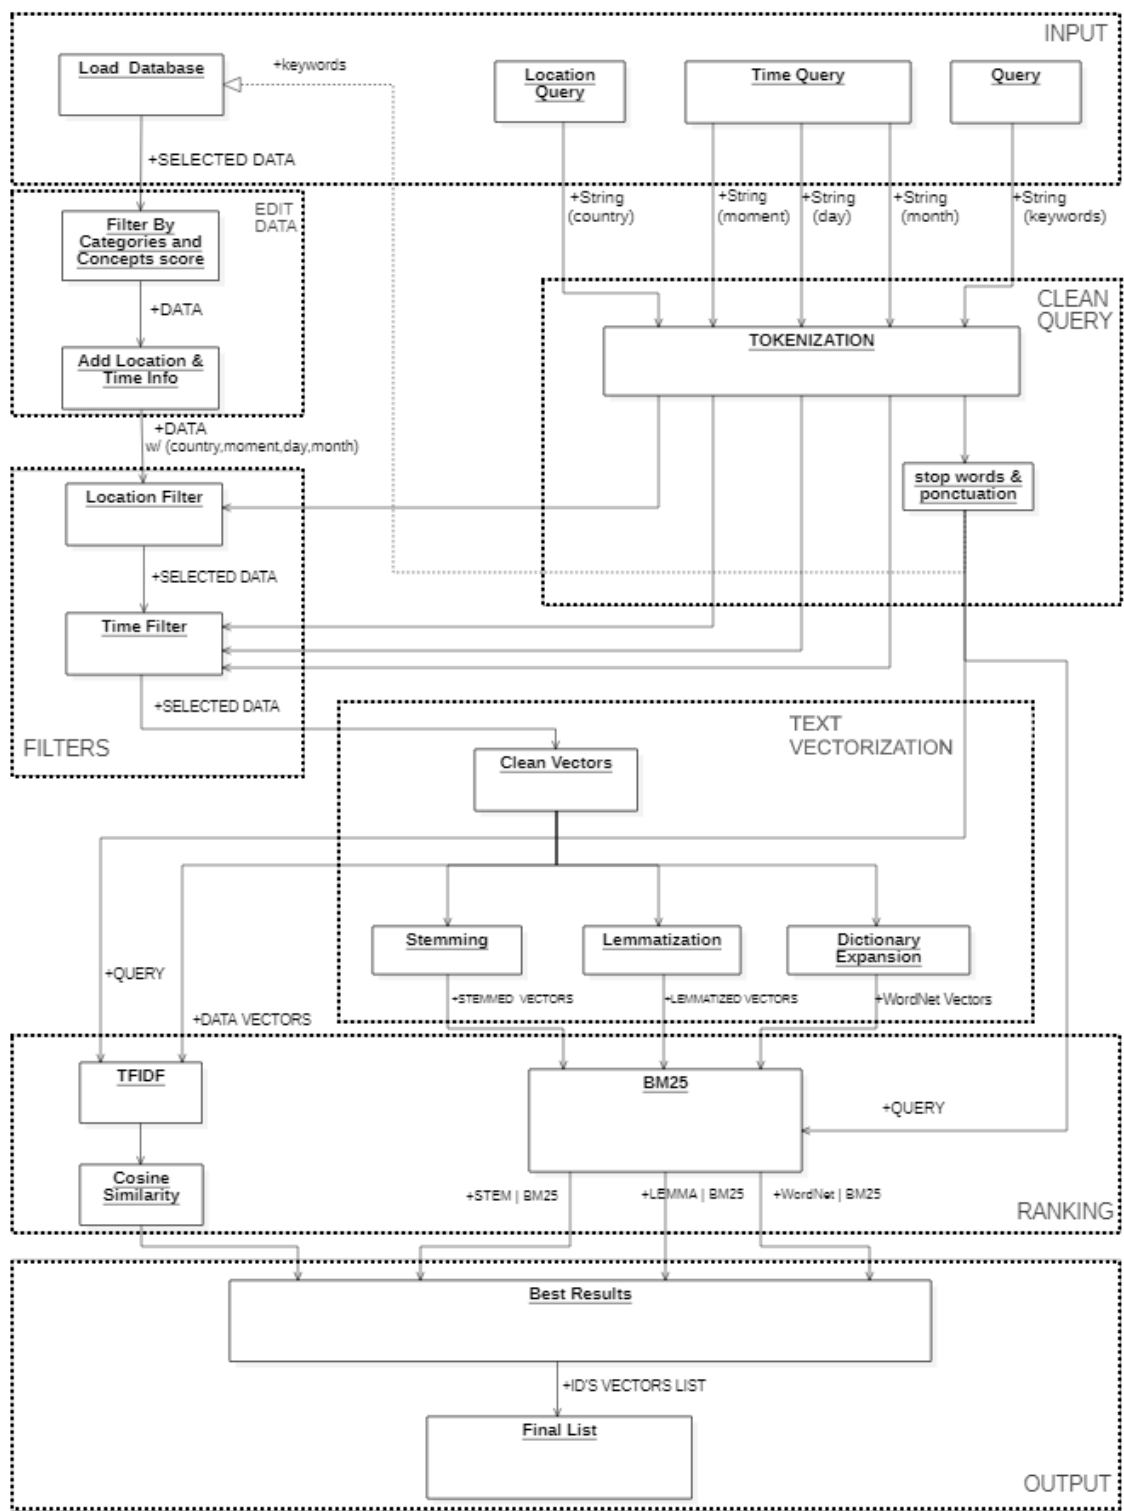 INPUT
Load Database
+keywords
Location
Query
Time Query
Query
+SELECTED DATA
+String
(country)
+String
(moment)
+String
(day)
+String
(month)
+String
(keywords)
EDIT
DATA
Filter By
Categories and
Concepts score
+DATA
Add Location &
Time Info
CLEAN
QUERY
TOKENIZATION
stop words &
ponctuation
+DATA
w/ (country,moment,day,month)
Location Filter
+SELECTED DATA
Time Filter
+SELECTED DATA
FILTERS
TEXT
VECTORIZATION
Clean Vectors
Stemming
Lemmatization
Dictionary
Expansion
+QUERY
+STEMMED VECTORS
+LEMMATIZED VECTORS
+WordNet Vectors
+DATA VECTORS
TFIDF
BM25
+QUERY
Cosine
Similarity
+STEM | BM25
+LEMMA | BM25
+WordNet | BM25
RANKING
Best Results
+ID'S VECTORS LIST
Final List
OUTPUT